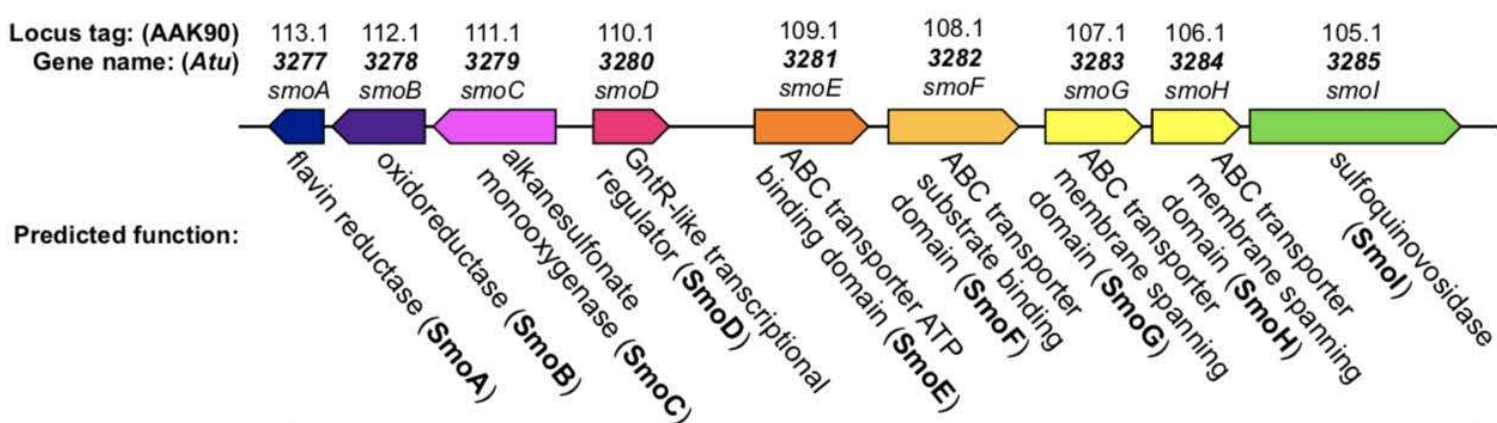 Locus tag: (AAK90) 113.1 112.1 111.1 110.1 109.1 108.1 107.1 106.1 105.1
Gene name: (Atu) 3277 3278 3279 3280 3281 3282 3283 3284 3285
smoA smoB smoC smoD smoE smoF smoG smoH smoI
Predicted function:
flavin reductase (SmoA)
oxidoreductase (SmoB)
alkanesulfonate
monooxygenase (SmoC)
GntR-like transcriptional
regulator (SmoD)
ABC transporter ATP
binding domain (SmoE)
ABC transporter
substrate binding
domain (SmoF)
ABC transporter
membrane spanning
domain (SmoG)
ABC transporter
membrane spanning
domain (SmoH)
sulfoquinovosidase
(SmoI)